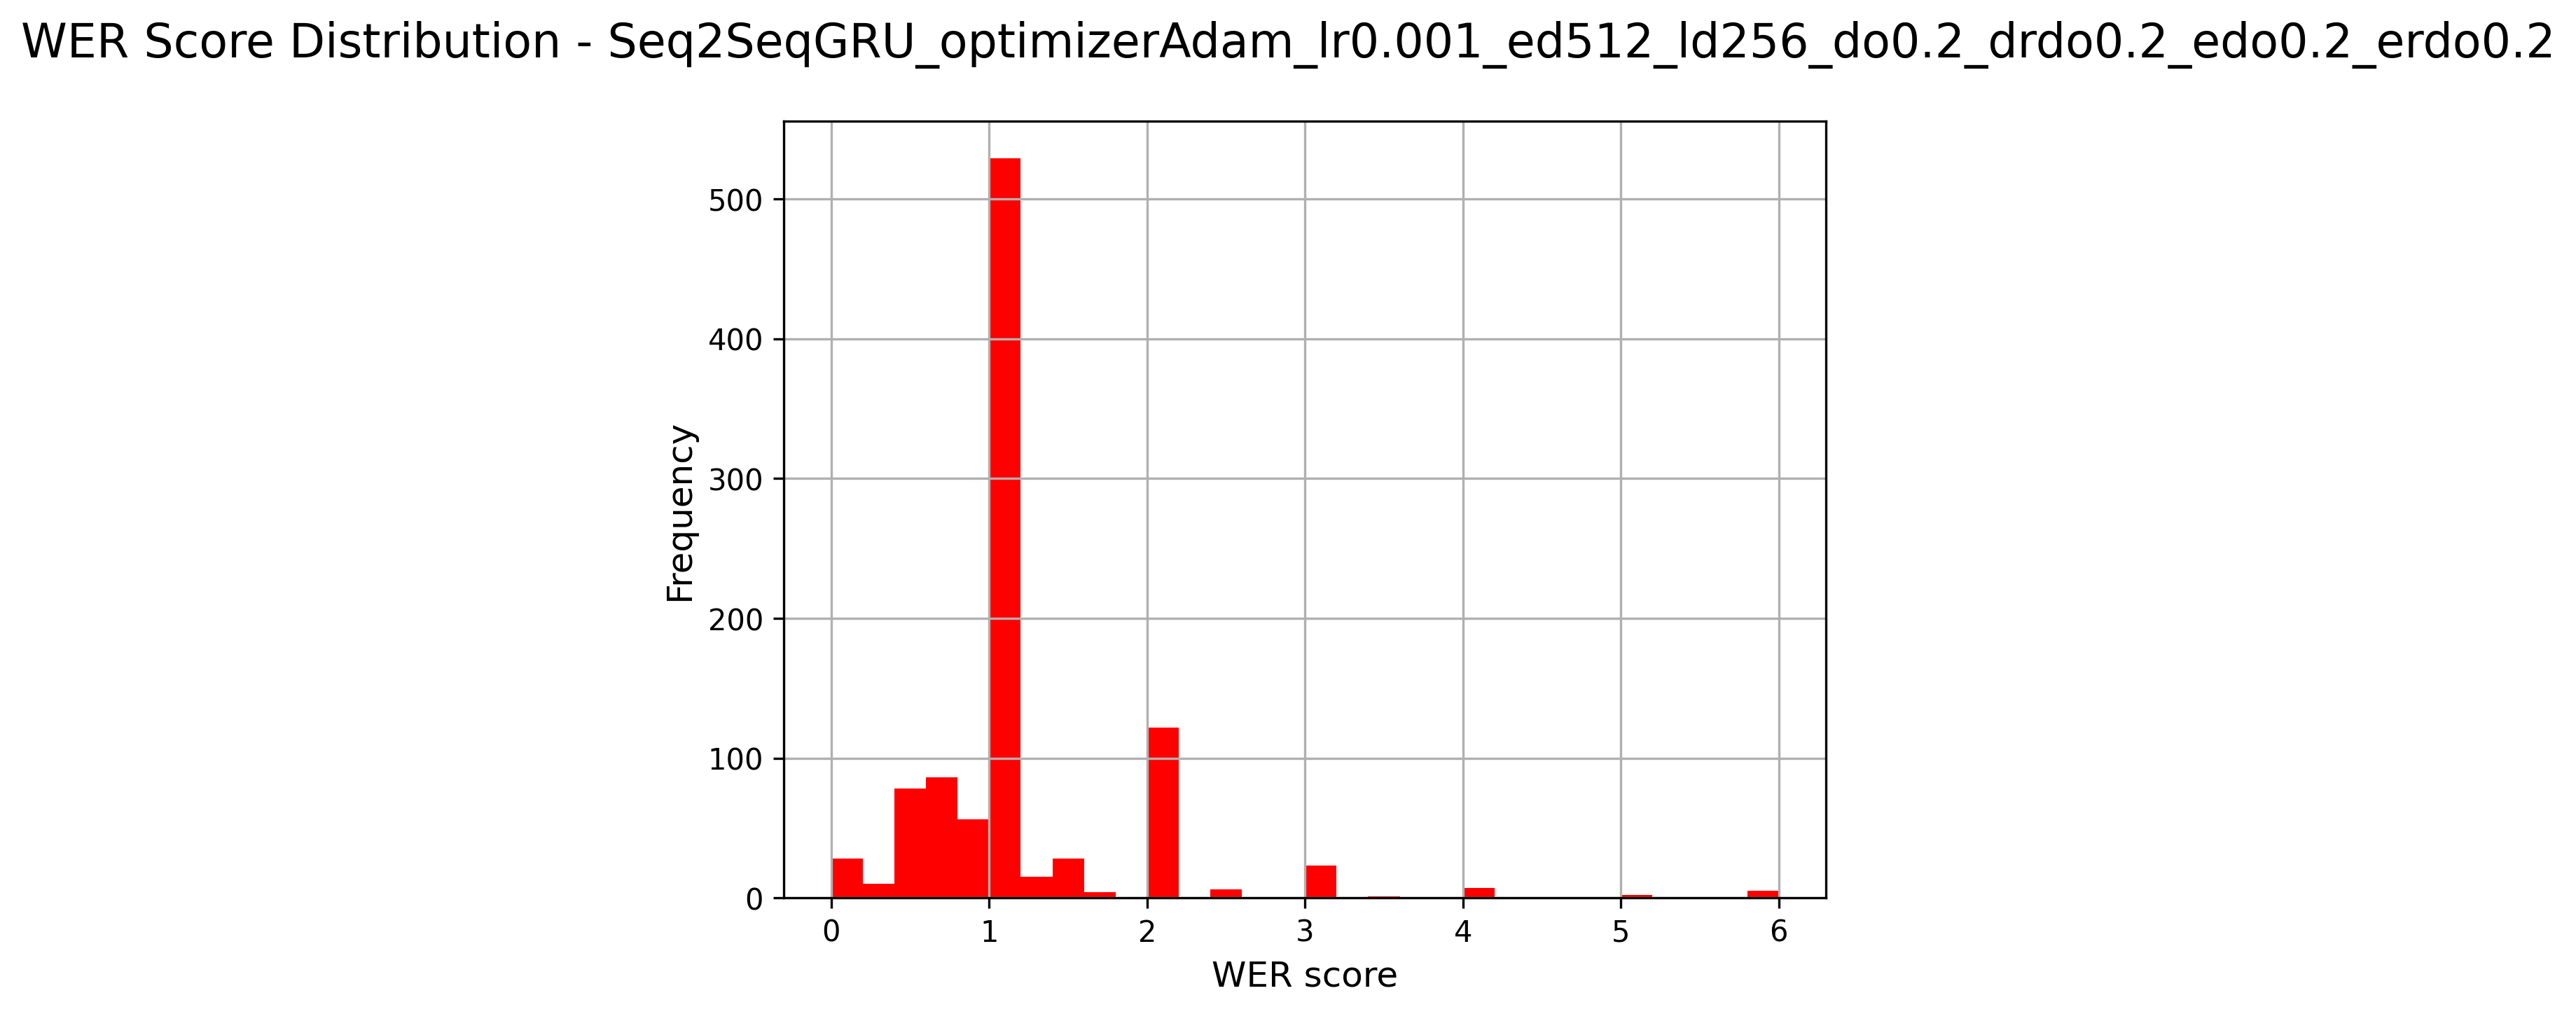 WER Score Distribution - Seq2SeqGRU_optimizerAdam_lr0.001_ed512_ld256_do0.2_drdo0.2_edo0.2_erdo0.2
500
400
300
200
100
0
Frequency
0 1 2 3 4 5 6
WER score